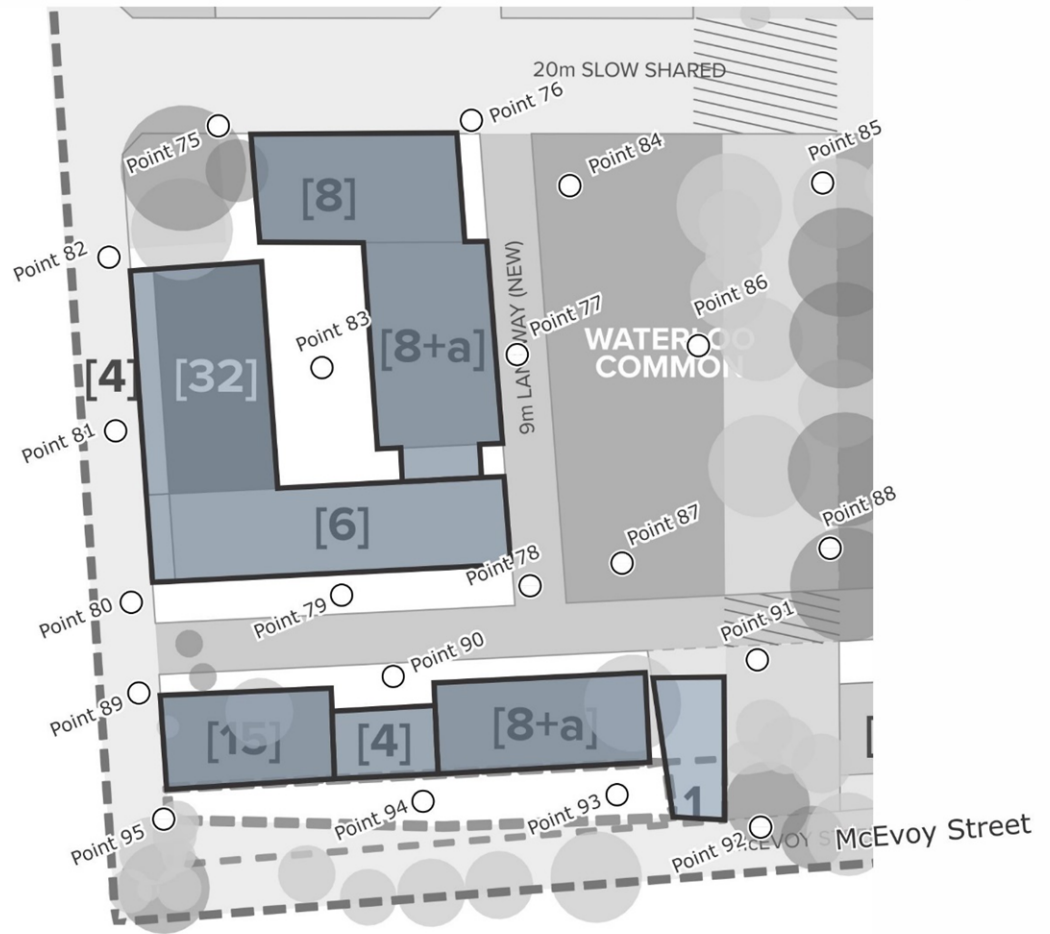 20m SLOW SHARED
Point 76
Point 75
Point 84
Point 85
[8]
Point 82
Point 83
[8+a]
9m LANEWAY (NEW)
Point 77
Point 86
WATERLOO
COMMON
[4]
[32]
Point 81
[6]
Point 78
Point 87
Point 88
Point 80
Point 79
Point 90
Point 91
Point 89
[15]
[4]
[8+a]
[
1
Point 95
Point 94
Point 93
Point 92
McEvoy Street